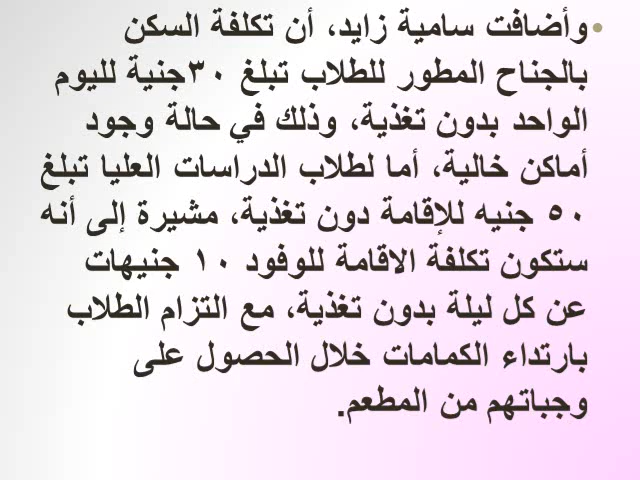 • وأضافت سامية زايد، أن تكلفة السكن
بالجناح المطور للطلاب تبلغ ٣٠جنية لليوم
الواحد بدون تغذية، وذلك في حالة وجود
أماكن خالية، أما لطلاب الدراسات العليا تبلغ
٥٠ جنيه للإقامة دون تغذية، مشيرة إلى أنه
ستكون تكلفة الاقامة للوفود ١٠ جنيهات
عن كل ليلة بدون تغذية، مع التزام الطلاب
بارتداء الكمامات خلال الحصول على
وجباتهم من المطعم.